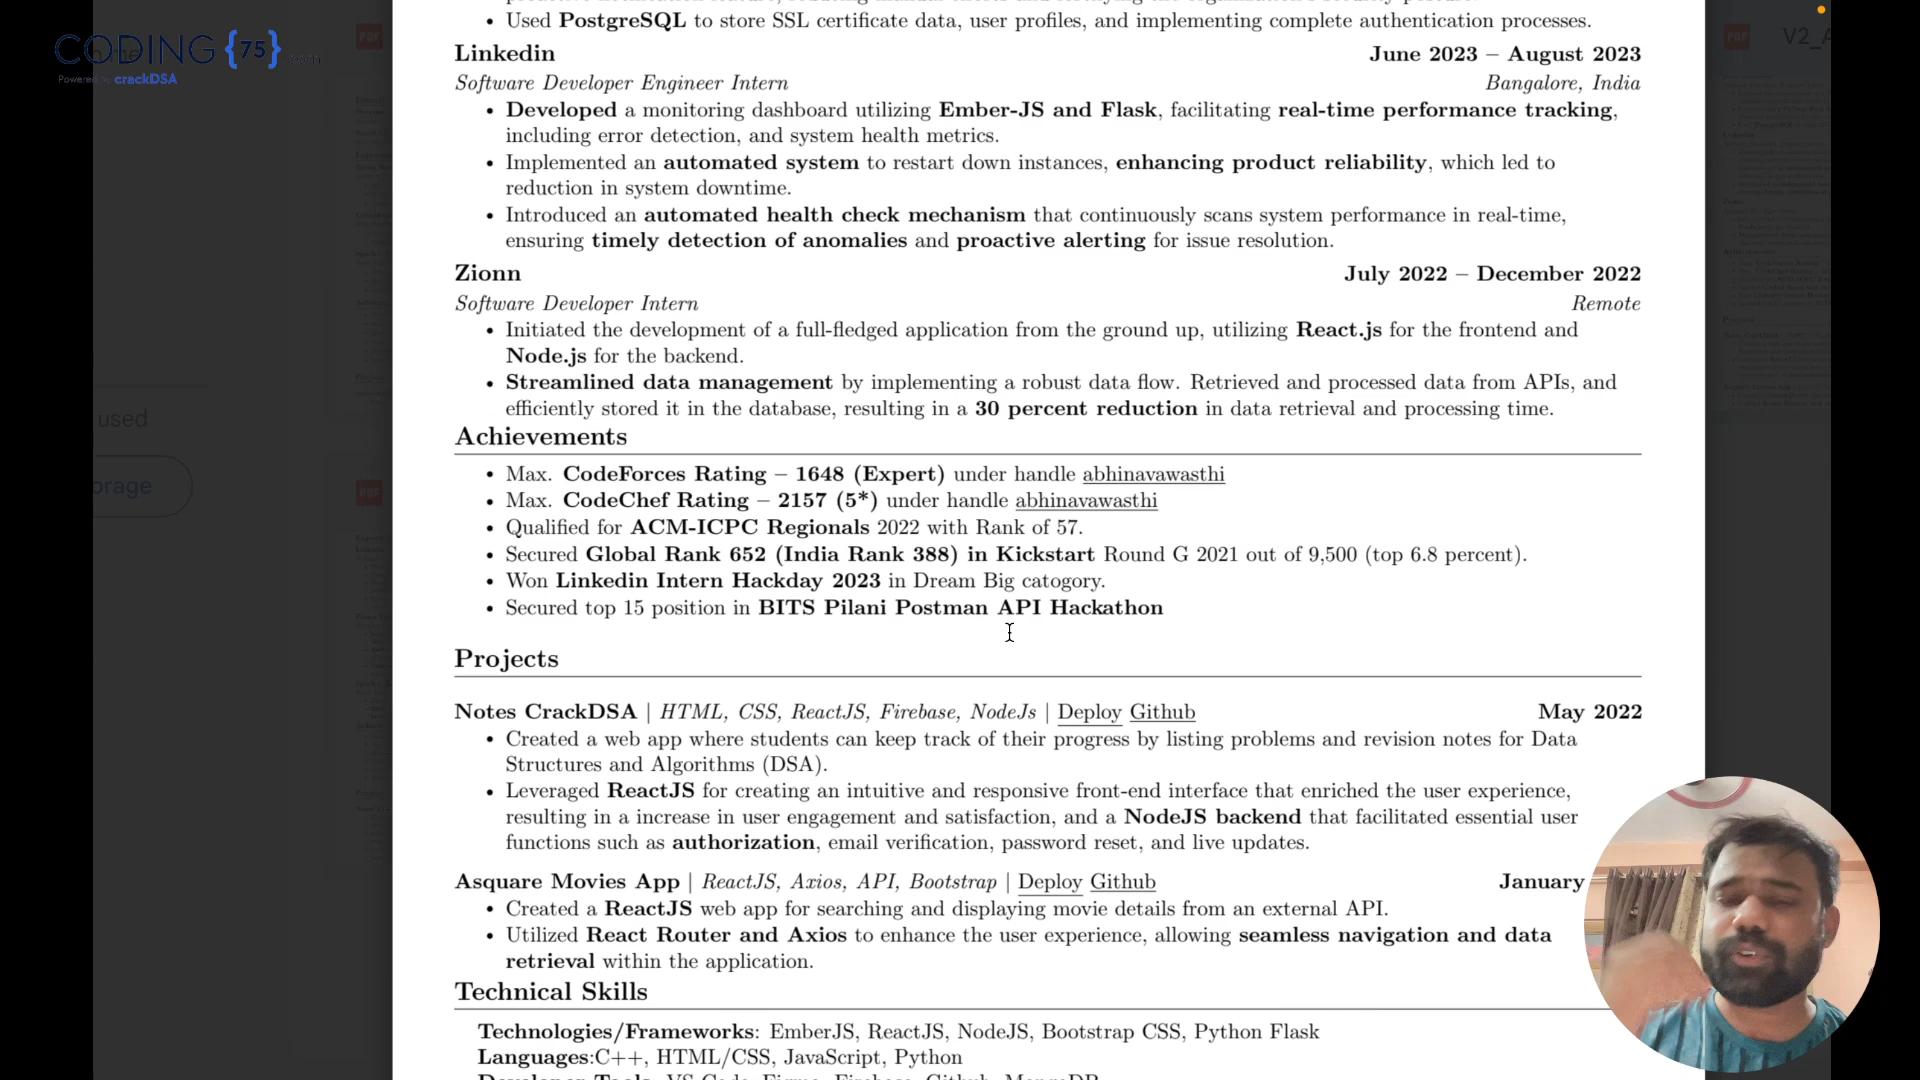 • Used PostgreSQL to store SSL certificate data, user profiles, and implementing complete authentication processes.
CODING {75} .com
Powered by crackDSA
PDF
PDF
V2_A
Linkedin June 2023 – August 2023
Software Developer Engineer Intern Bangalore, India
• Developed a monitoring dashboard utilizing Ember-JS and Flask, facilitating real-time performance tracking,
including error detection, and system health metrics.
• Implemented an automated system to restart down instances, enhancing product reliability, which led to
reduction in system downtime.
• Introduced an automated health check mechanism that continuously scans system performance in real-time,
ensuring timely detection of anomalies and proactive alerting for issue resolution.
Zionn July 2022 – December 2022
Software Developer Intern Remote
• Initiated the development of a full-fledged application from the ground up, utilizing React.js for the frontend and
Node.js for the backend.
• Streamlined data management by implementing a robust data flow. Retrieved and processed data from APIs, and
efficiently stored it in the database, resulting in a 30 percent reduction in data retrieval and processing time.
used
Achievements
• Max. CodeForces Rating – 1648 (Expert) under handle abhinavawasthi
orage
PDF
• Max. CodeChef Rating – 2157 (5*) under handle abhinavawasthi
• Qualified for ACM-ICPC Regionals 2022 with Rank of 57.
• Secured Global Rank 652 (India Rank 388) in Kickstart Round G 2021 out of 9,500 (top 6.8 percent).
• Won Linkedin Intern Hackday 2023 in Dream Big catogory.
• Secured top 15 position in BITS Pilani Postman API Hackathon
Projects
Notes CrackDSA | HTML, CSS, ReactJS, Firebase, NodeJs | Deploy Github May 2022
• Created a web app where students can keep track of their progress by listing problems and revision notes for Data
Structures and Algorithms (DSA).
• Leveraged ReactJS for creating an intuitive and responsive front-end interface that enriched the user experience,
resulting in a increase in user engagement and satisfaction, and a NodeJS backend that facilitated essential user
functions such as authorization, email verification, password reset, and live updates.
Asquare Movies App | ReactJS, Axios, API, Bootstrap | Deploy Github January
• Created a ReactJS web app for searching and displaying movie details from an external API.
• Utilized React Router and Axios to enhance the user experience, allowing seamless navigation and data
retrieval within the application.
Technical Skills
Technologies/Frameworks: EmberJS, ReactJS, NodeJS, Bootstrap CSS, Python Flask
Languages:C++, HTML/CSS, JavaScript, Python
Developer Tools: VS Code, Figma, Firebase, Github, MongoDB